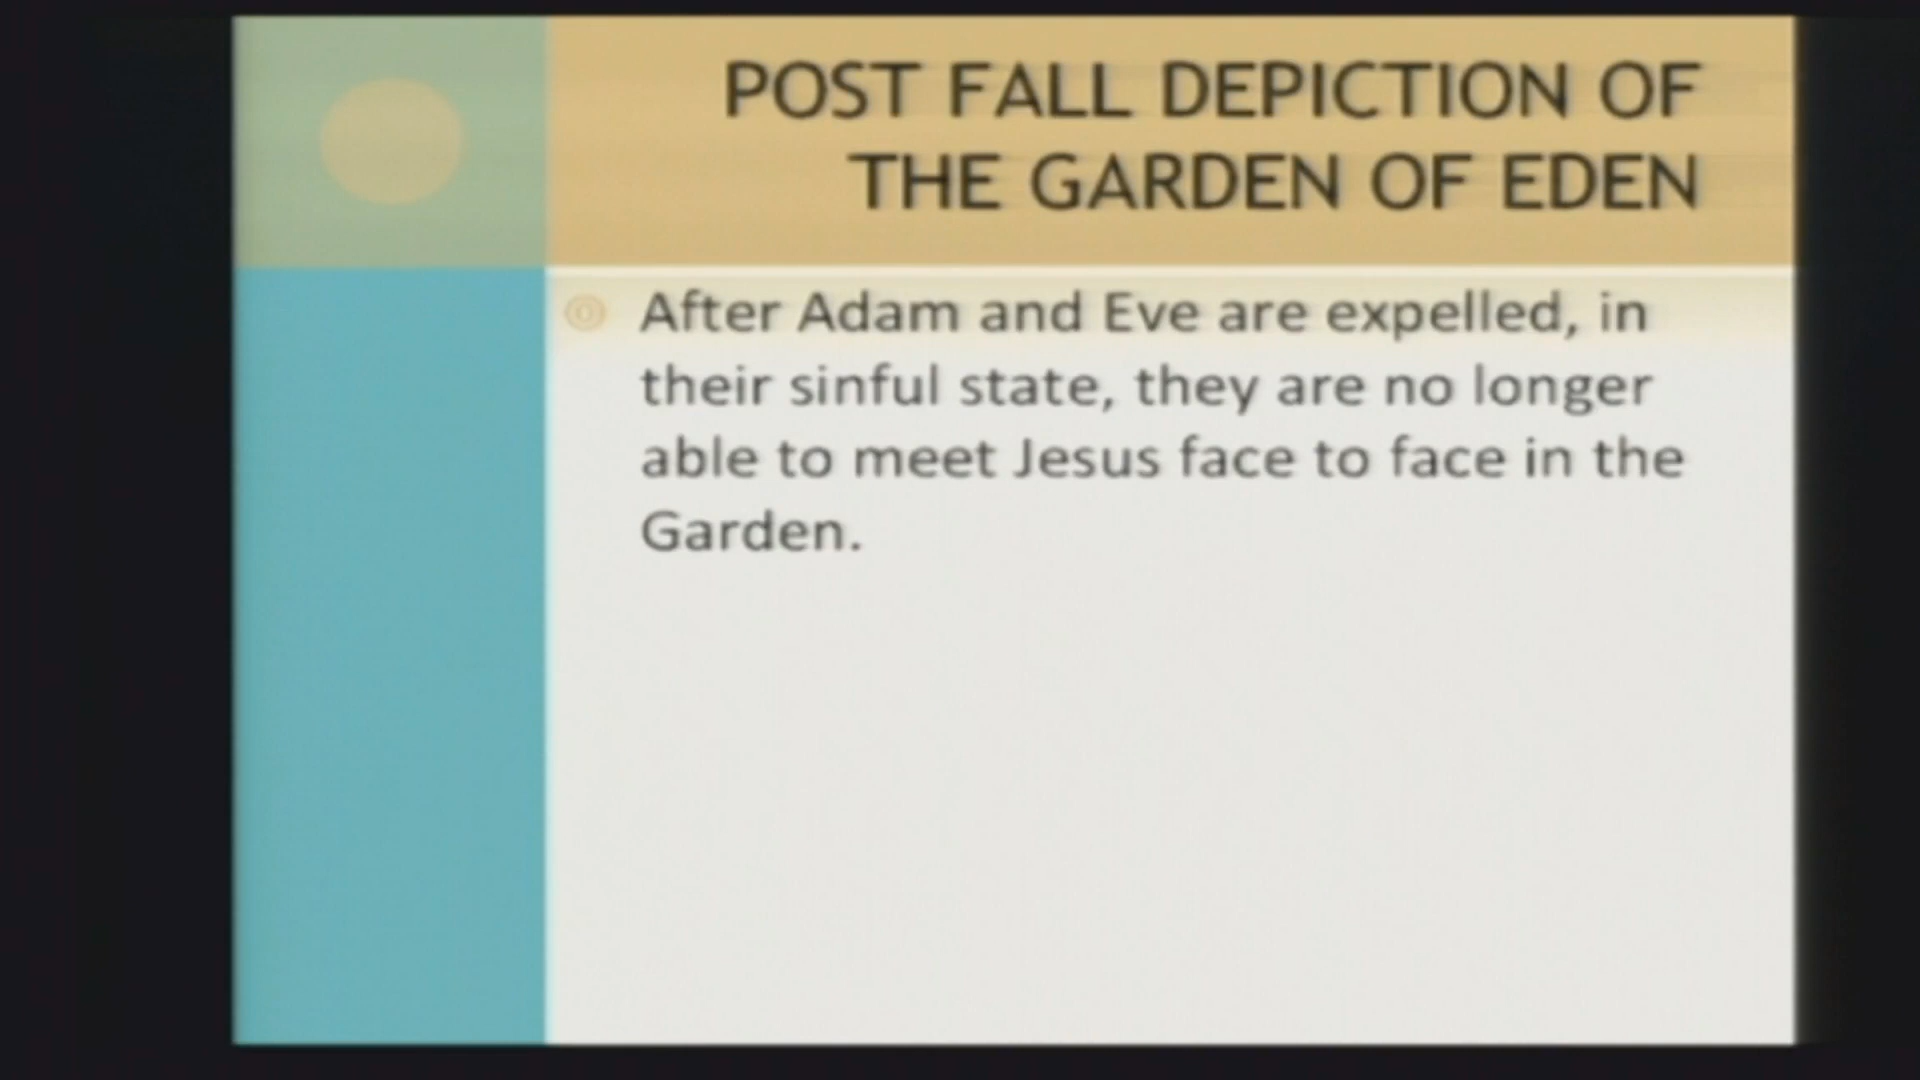 POST FALL DEPICTION OF
THE GARDEN OF EDEN
After Adam and Eve are expelled, in
their sinful state, they are no longer
able to meet Jesus face to face in the
Garden.